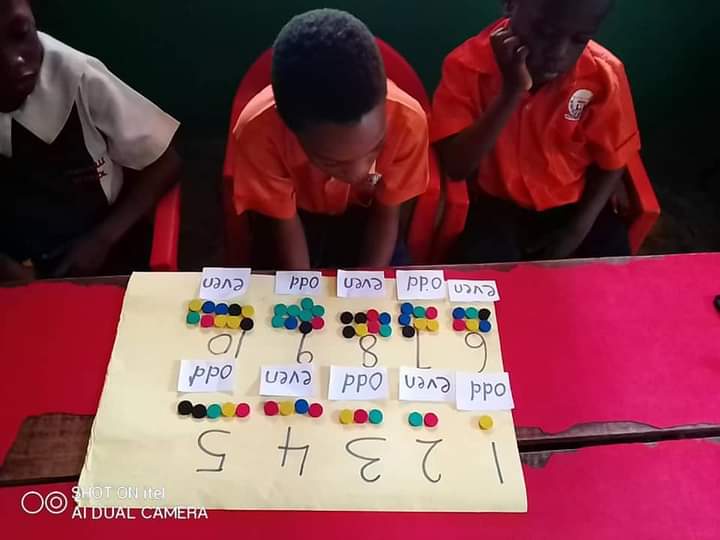 1 2 3 4 5
odd even odd even odd
6 7 8 9 10
even odd even odd even
SHOT ON itel
AI DUAL CAMERA